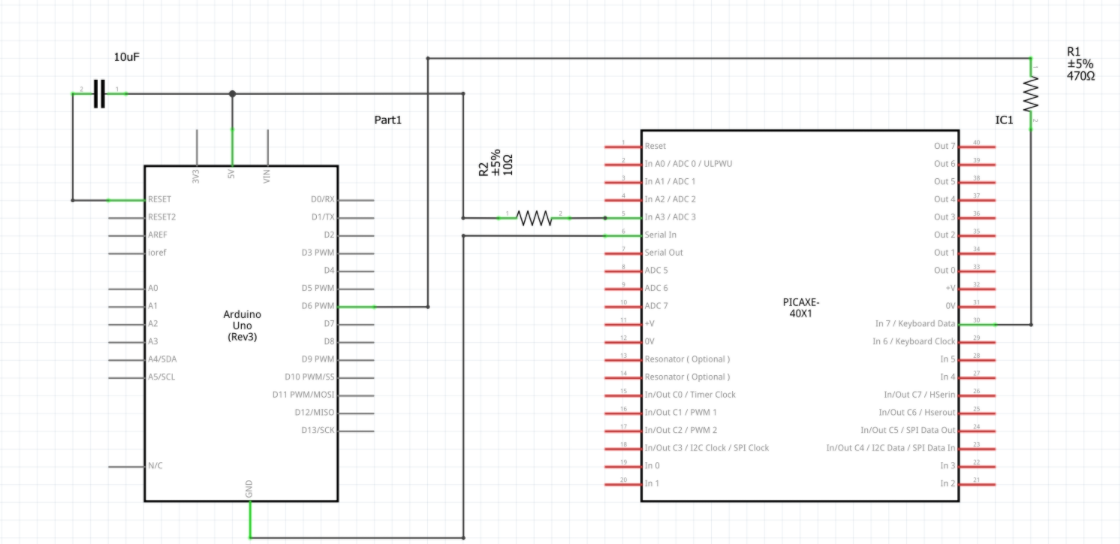 10uF
2
1
Part1
R1
±5%
470Ω
1
2
IC1
R2
±5%
10Ω
1
2
3V3
5V
VIN
RESET
RESET2
AREF
ioref
A0
A1
A2
A3
A4/SDA
A5/SCL
N/C
GND
Arduino
Uno
(Rev3)
D0/RX
D1/TX
D2
D3 PWM
D4
D5 PWM
D6 PWM
D7
D8
D9 PWM
D10 PWM/SS
D11 PWM/MOSI
D12/MISO
D13/SCK
1 Reset
2 In A0 / ADC 0 / ULPWU
3 In A1 / ADC 1
4 In A2 / ADC 2
5 In A3 / ADC 3
6 Serial In
7 Serial Out
8 ADC 5
9 ADC 6
10 ADC 7
11 +V
12 0V
13 Resonator ( Optional )
14 Resonator ( Optional )
15 In/Out C0 / Timer Clock
16 In/Out C1 / PWM 1
17 In/Out C2 / PWM 2
18 In/Out C3 / I2C Clock / SPI Clock
19 In 0
20 In 1
PICAXE-
40X1
Out 7 40
Out 6 39
Out 5 38
Out 4 37
Out 3 36
Out 2 35
Out 1 34
Out 0 33
+V 32
0V 31
In 7 / Keyboard Data 30
In 6 / Keyboard Clock 29
In 5 28
In 4 27
In/Out C7 / HSerin 26
In/Out C6 / Hserout 25
In/Out C5 / SPI Data Out 24
In/Out C4 / I2C Data / SPI Data In 23
In 3 22
In 2 21